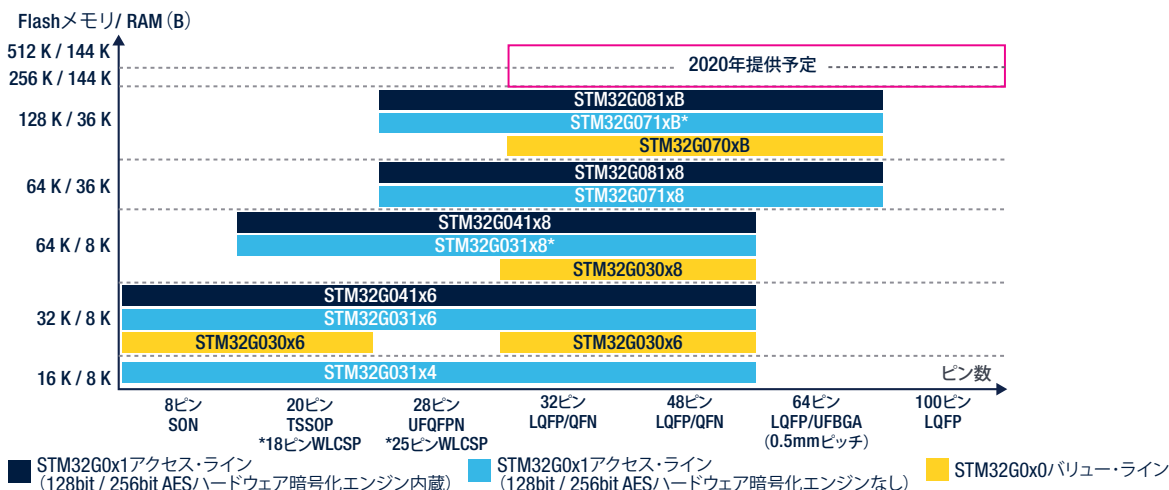 Flashメモリ/ RAM（B）
512 K / 144 K
256 K / 144 K
2020年提供予定
128 K / 36 K
STM32G081xB
STM32G071xB*
STM32G070xB
64 K / 36 K
STM32G081x8
STM32G071x8
64 K / 8 K
STM32G041x8
STM32G031x8*
STM32G030x8
32 K / 8 K
STM32G041x6
STM32G031x6
STM32G030x6
STM32G030x6
16 K / 8 K
STM32G031x4
ピン数
8ピン
SON
20ピン
TSSOP
*18ピンWLCSP
28ピン
UFQFPN
*25ピンWLCSP
32ピン
LQFP/QFN
48ピン
LQFP/QFN
64ピン
LQFP/UFBGA
（0.5mmピッチ）
100ピン
LQFP
STM32G0x1アクセス・ライン
（128bit / 256bit AESハードウェア暗号化エンジン内蔵）
STM32G0x1アクセス・ライン
（128bit / 256bit AESハードウェア暗号化エンジンなし）
STM32G0x0バリュー・ライン